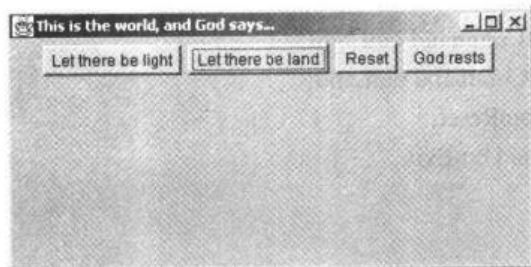 This is the world, and God says...
Let there be light Let there be land Reset God rests